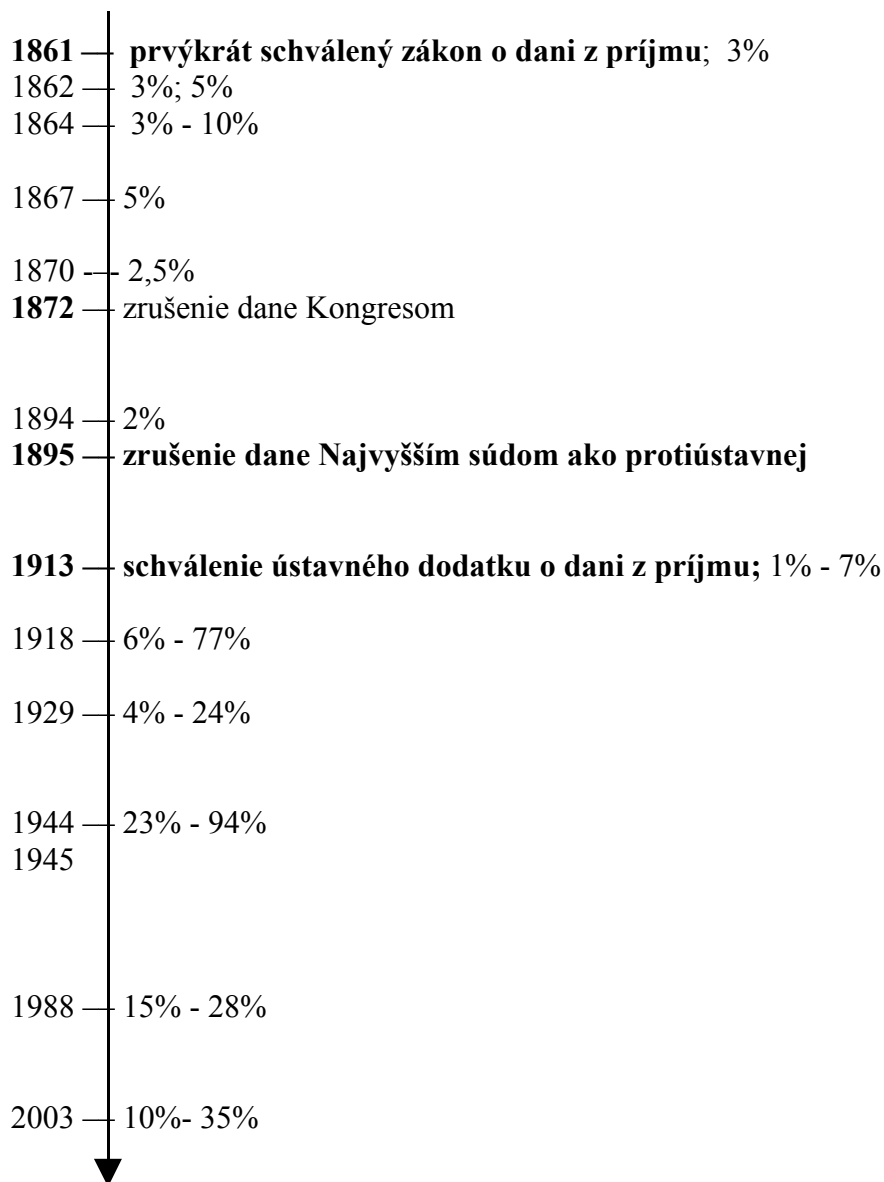 1861 — prvýkrát schválený zákon o dani z príjmu; 3%
1862 — 3%; 5%
1864 — 3% - 10%
1867 — 5%
1870 -- - 2,5%
1872 — zrušenie dane Kongresom
1894 — 2%
1895 — zrušenie dane Najvyšším súdom ako protiústavnej
1913 — schválenie ústavného dodatku o dani z príjmu; 1% - 7%
1918 — 6% - 77%
1929 — 4% - 24%
1944 — 23% - 94%
1945
1988 — 15% - 28%
2003 — 10%- 35%